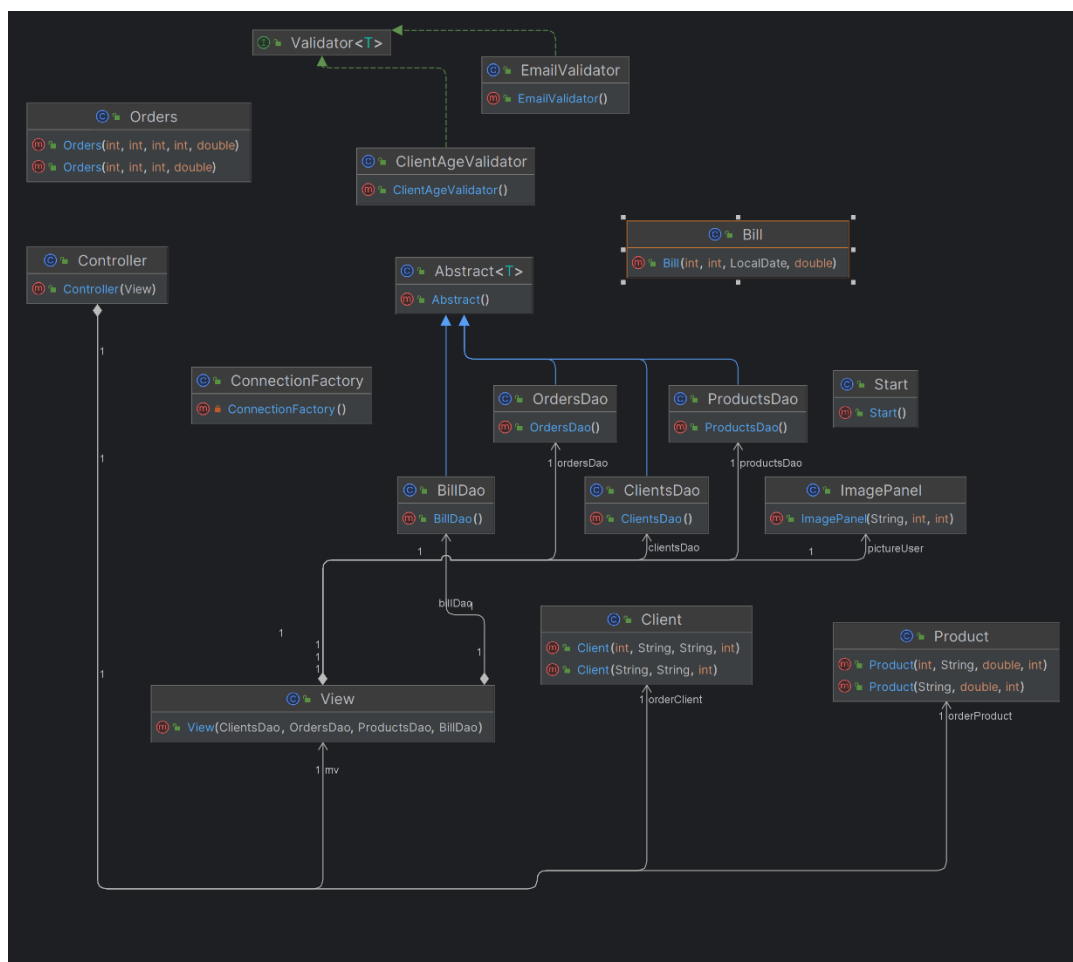 Validator<T>
EmailValidator
EmailValidator()
Orders
Orders(int, int, int, int, double)
Orders(int, int, int, double)
ClientAgeValidator
ClientAgeValidator()
Bill
Bill(int, int, LocalDate, double)
Controller
Controller(View)
Abstract<T>
Abstract()
1
ConnectionFactory
ConnectionFactory()
OrdersDao
OrdersDao()
ProductsDao
ProductsDao()
Start
Start()
1
1 ordersDao
1 productsDao
BillDao
BillDao()
ClientsDao
ClientsDao()
ImagePanel
ImagePanel(String, int, int)
1
clientsDao
1
pictureUser
billDao
1
Client
Client(int, String, String, int)
Client(String, String, int)
Product
Product(int, String, double, int)
Product(String, double, int)
1
1
1
1
1
1
View
View(ClientsDao, OrdersDao, ProductsDao, BillDao)
1 orderClient
1 orderProduct
1 mv